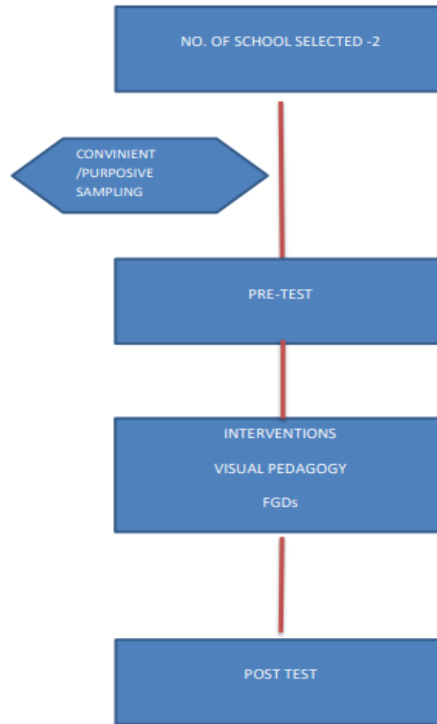 NO. OF SCHOOL SELECTED -2
CONVINIENT
/PURPOSIVE
SAMPLING
PRE-TEST
INTERVENTIONS
VISUAL PEDAGOGY
FGDs
POST TEST